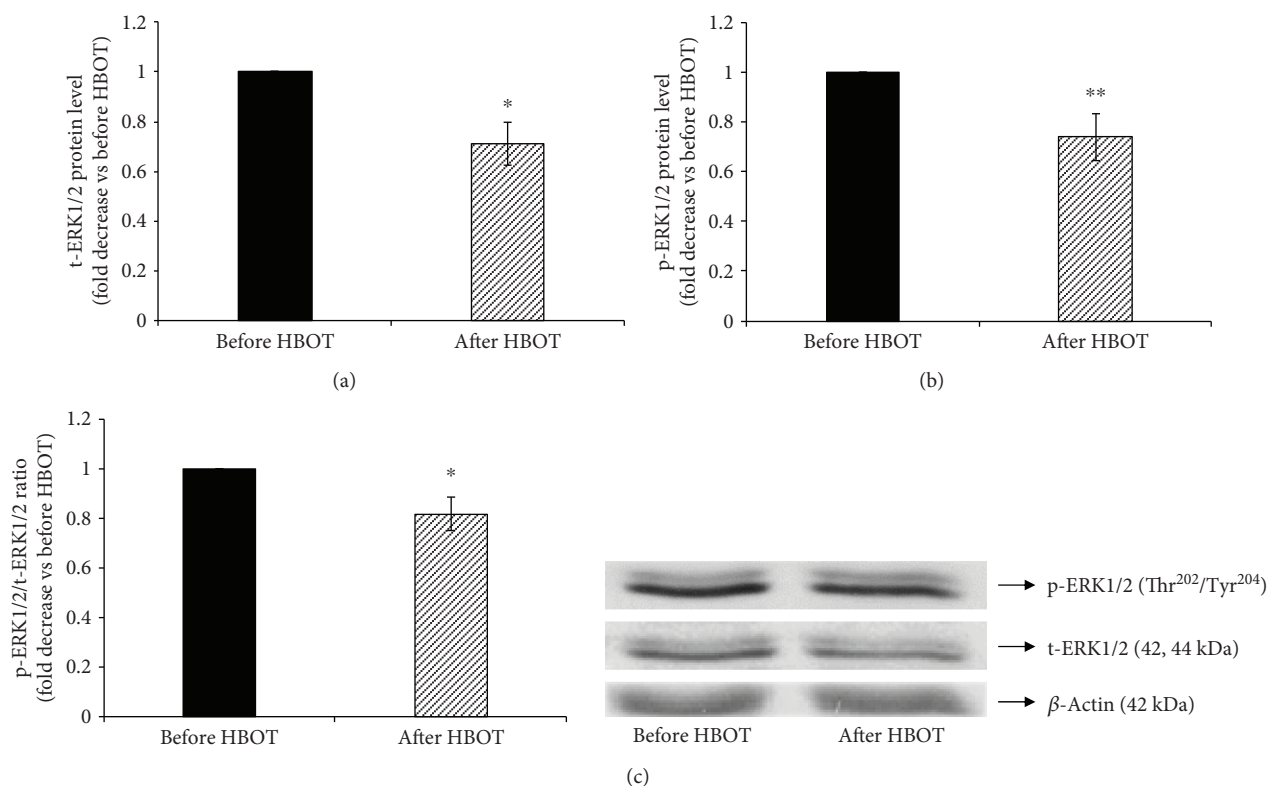 t-ERK1/2 protein level
(fold decrease vs before HBOT)
1.2
1
0.8
0.6
0.4
0.2
0
*
Before HBOT
After HBOT
(a)
p-ERK1/2 protein level
(fold decrease vs before HBOT)
1.2
1
0.8
0.6
0.4
0.2
0
**
Before HBOT
After HBOT
(b)
p-ERK1/2/t-ERK1/2 ratio
(fold decrease vs before HBOT)
1.2
1
0.8
0.6
0.4
0.2
0
*
Before HBOT
After HBOT
p-ERK1/2 (Thr²⁰²/Tyr²⁰⁴)
t-ERK1/2 (42, 44 kDa)
β-Actin (42 kDa)
Before HBOT
After HBOT
(c)